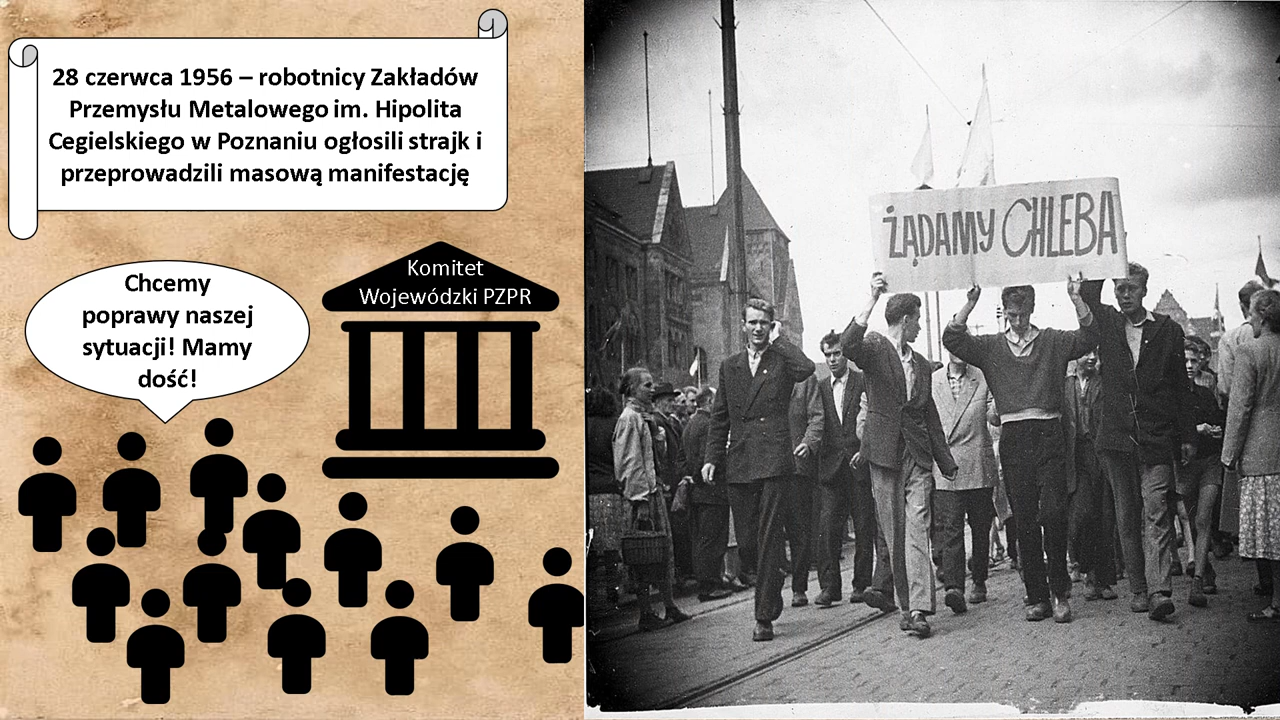 28 czerwca 1956 – robotnicy Zakładów
Przemysłu Metalowego im. Hipolita
Cegielskiego w Poznaniu ogłosili strajk i
przeprowadzili masową manifestację
Chcemy
poprawy naszej
sytuacji! Mamy
dość!
Komitet
Wojewódzki PZPR
ŻĄDAMY CHLEBA